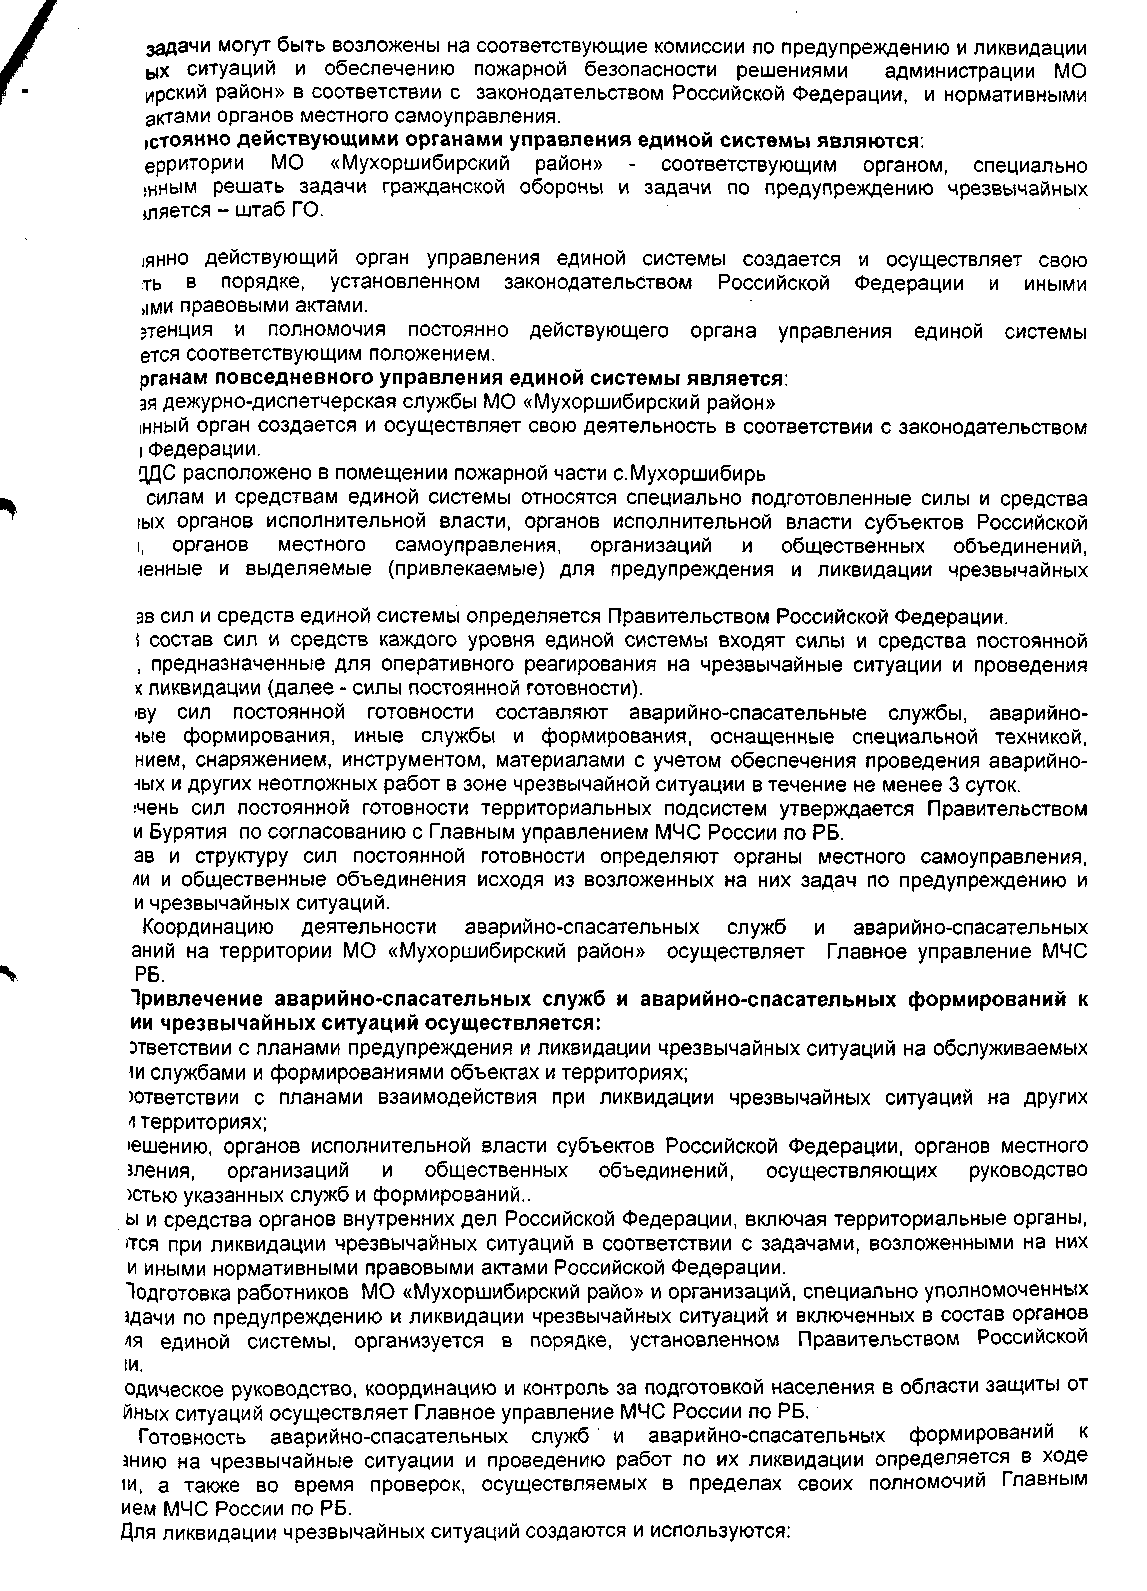 задачи могут быть возложены на соответствующие комиссии по предупреждению и ликвидации
ых ситуаций и обеспечению пожарной безопасности решениями администрации МО
ирский район» в соответствии с законодательством Российской Федерации, и нормативными
актами органов местного самоуправления.
стоянно действующими органами управления единой системы являются:
ерритории МО «Мухоршибирский район» - соответствующим органом, специально
нным решать задачи гражданской обороны и задачи по предупреждению чрезвычайных
вляется – штаб ГО.
янно действующий орган управления единой системы создается и осуществляет свою
ть в порядке, установленном законодательством Российской Федерации и иными
ыми правовыми актами.
етенция и полномочия постоянно действующего органа управления единой системы
ется соответствующим положением.
рганам повседневного управления единой системы является:
ая дежурно-диспетчерская службы МО «Мухоршибирский район»
нный орган создается и осуществляет свою деятельность в соответствии с законодательством
Федерации.
ДДС расположено в помещении пожарной части с.Мухоршибирь
силам и средствам единой системы относятся специально подготовленные силы и средства
ых органов исполнительной власти, органов исполнительной власти субъектов Российской
, органов местного самоуправления, организаций и общественных объединений,
ченные и выделяемые (привлекаемые) для предупреждения и ликвидации чрезвычайных
ав сил и средств единой системы определяется Правительством Российской Федерации.
состав сил и средств каждого уровня единой системы входят силы и средства постоянной
, предназначенные для оперативного реагирования на чрезвычайные ситуации и проведения
х ликвидации (далее - силы постоянной готовности).
ву сил постоянной готовности составляют аварийно-спасательные службы, аварийно-
ные формирования, иные службы и формирования, оснащенные специальной техникой,
нием, снаряжением, инструментом, материалами с учетом обеспечения проведения аварийно-
ных и других неотложных работ в зоне чрезвычайной ситуации в течение не менее 3 суток.
чень сил постоянной готовности территориальных подсистем утверждается Правительством
и Бурятия по согласованию с Главным управлением МЧС России по РБ.
ав и структуру сил постоянной готовности определяют органы местного самоуправления,
ии и общественные объединения исходя из возложенных на них задач по предупреждению и
и чрезвычайных ситуаций.
Координацию деятельности аварийно-спасательных служб и аварийно-спасательных
аний на территории МО «Мухоршибирский район» осуществляет Главное управление МЧС
РБ.
Привлечение аварийно-спасательных служб и аварийно-спасательных формирований к
ии чрезвычайных ситуаций осуществляется:
ответствии с планами предупреждения и ликвидации чрезвычайных ситуаций на обслуживаемых
и службами и формированиями объектах и территориях;
ответствии с планами взаимодействия при ликвидации чрезвычайных ситуаций на других
и территориях;
ешению, органов исполнительной власти субъектов Российской Федерации, органов местного
вления, организаций и общественных объединений, осуществляющих руководство
остью указанных служб и формирований..
ы и средства органов внутренних дел Российской Федерации, включая территориальные органы,
тся при ликвидации чрезвычайных ситуаций в соответствии с задачами, возложенными на них
и иными нормативными правовыми актами Российской Федерации.
Подготовка работников МО «Мухоршибирский райо» и организаций, специально уполномоченных
адачи по предупреждению и ликвидации чрезвычайных ситуаций и включенных в состав органов
ия единой системы, организуется в порядке, установленном Правительством Российской
и.
одическое руководство, координацию и контроль за подготовкой населения в области защиты от
йных ситуаций осуществляет Главное управление МЧС России по РБ.
Готовность аварийно-спасательных служб и аварийно-спасательных формирований к
анию на чрезвычайные ситуации и проведению работ по их ликвидации определяется в ходе
и, а также во время проверок, осуществляемых в пределах своих полномочий Главным
ием МЧС России по РБ.
Для ликвидации чрезвычайных ситуаций создаются и используются: